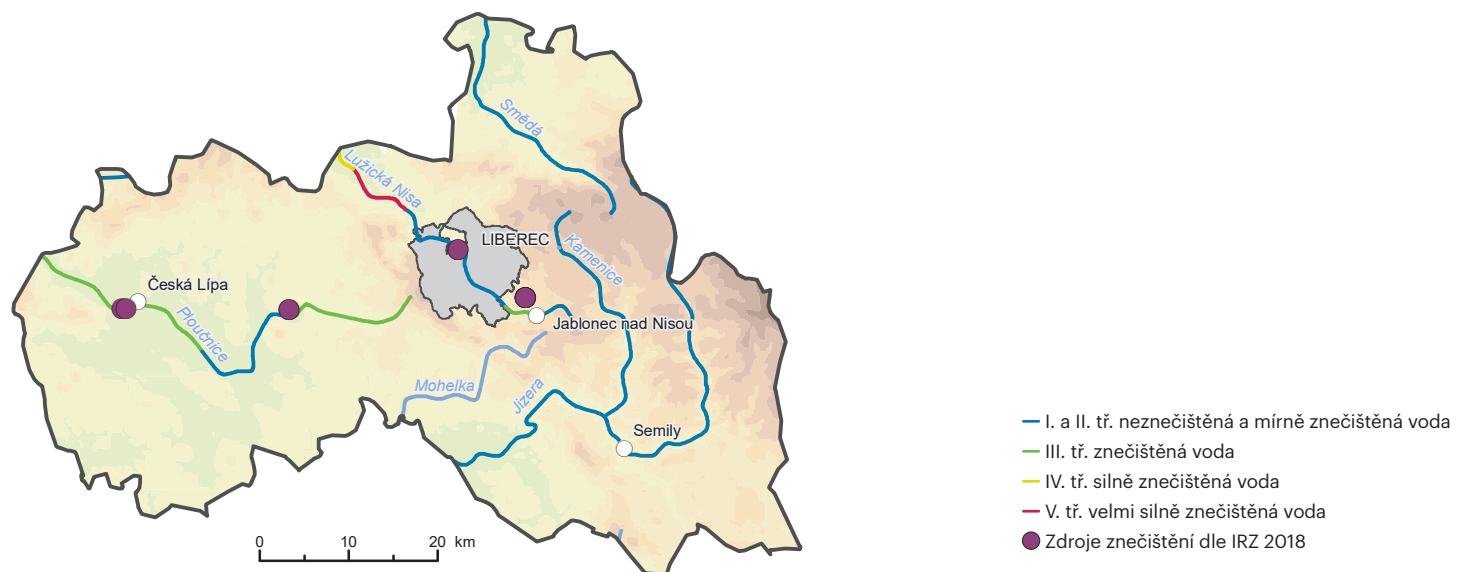 Smědá
Lužická Nisa
LIBEREC
Kamenice
Česká Lípa
Ploučnice
Jablonec nad Nisou
Mohelka
Jizera
Semily
0 10 20 km
I. a II. tř. neznečištěná a mírně znečištěná voda
III. tř. znečištěná voda
IV. tř. silně znečištěná voda
V. tř. velmi silně znečištěná voda
Zdroje znečištění dle IRZ 2018